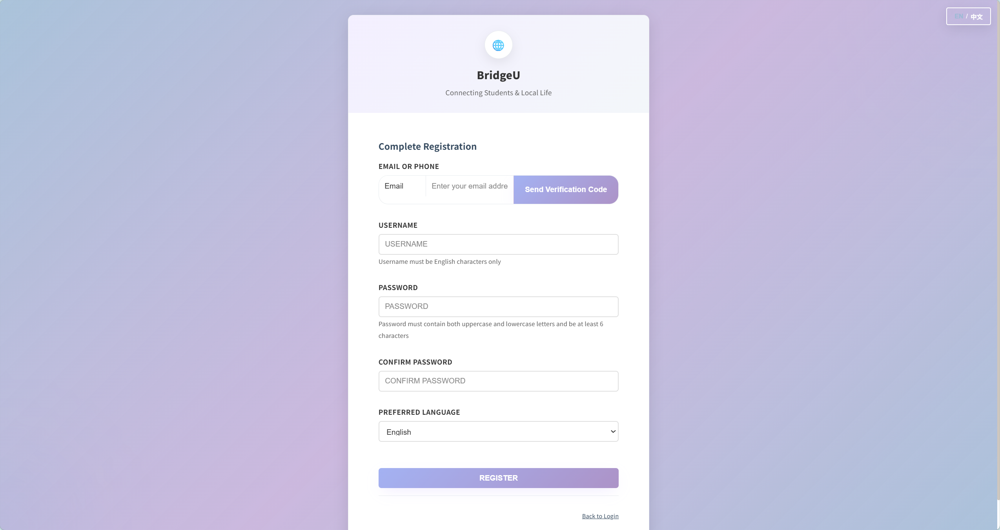 EN / 中文
BridgeU
Connecting Students & Local Life
Complete Registration
EMAIL OR PHONE
Email
Enter your email addre
Send Verification Code
USERNAME
USERNAME
Username must be English characters only
PASSWORD
PASSWORD
Password must contain both uppercase and lowercase letters and be at least 6
characters
CONFIRM PASSWORD
CONFIRM PASSWORD
PREFERRED LANGUAGE
English
REGISTER
Back to Login